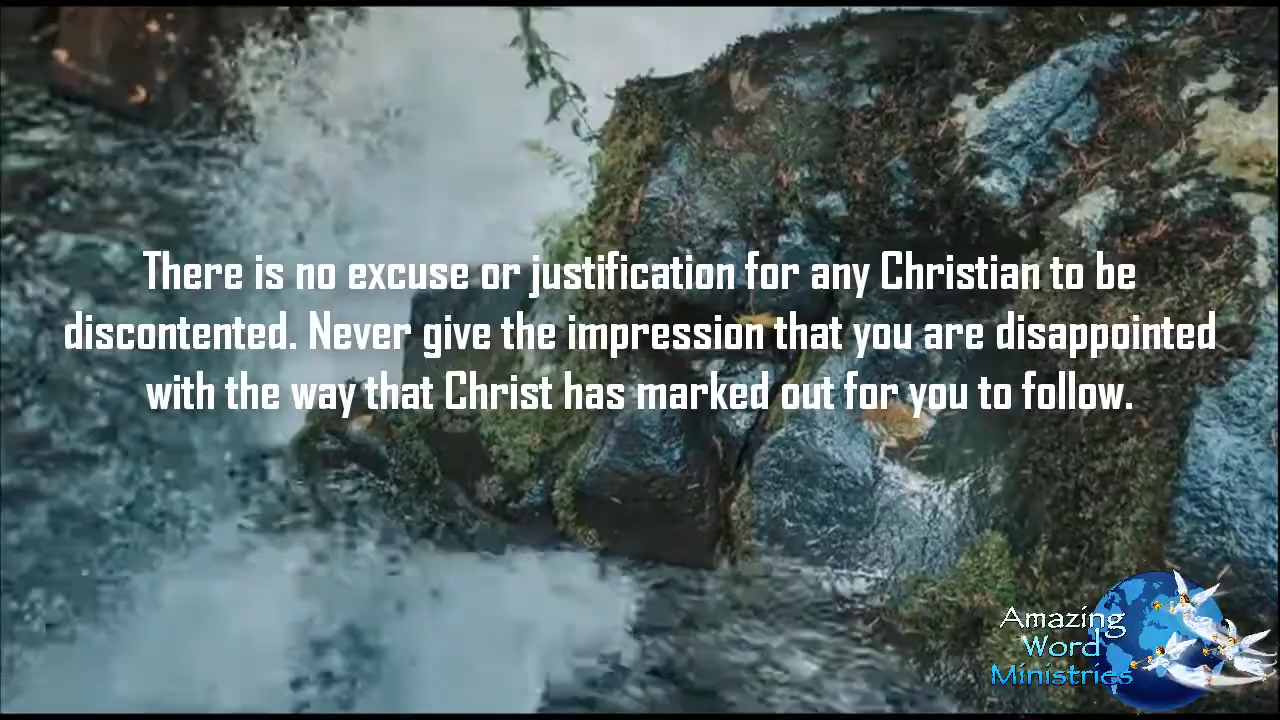 There is no excuse or justification for any Christian to be
discontented. Never give the impression that you are disappointed
with the way that Christ has marked out for you to follow.
Amazing
Word
Ministries